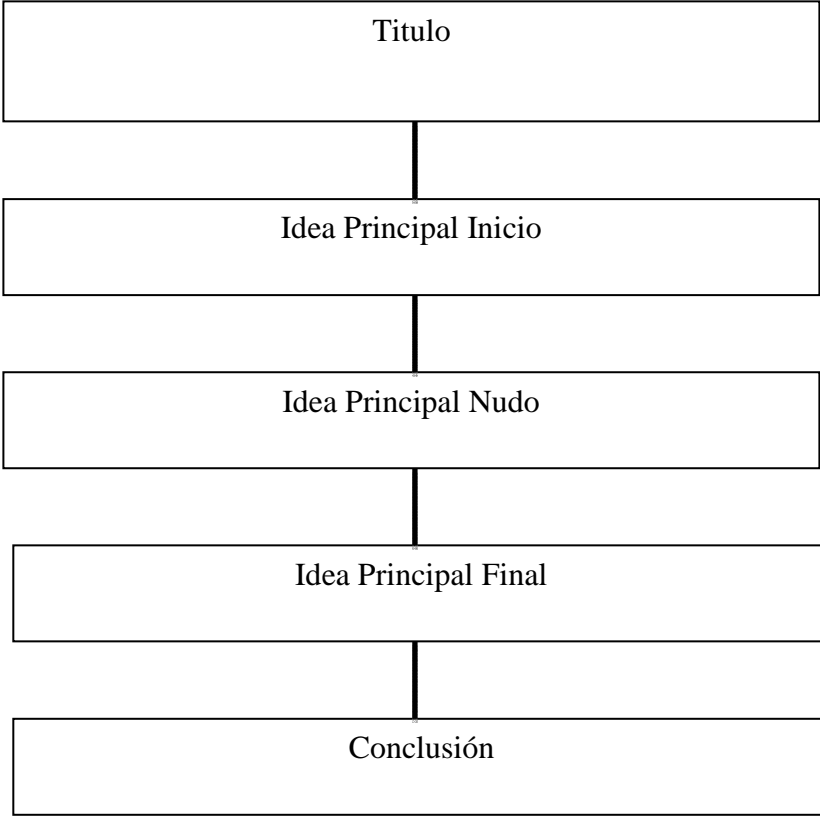 Titulo
Idea Principal Inicio
Idea Principal Nudo
Idea Principal Final
Conclusión